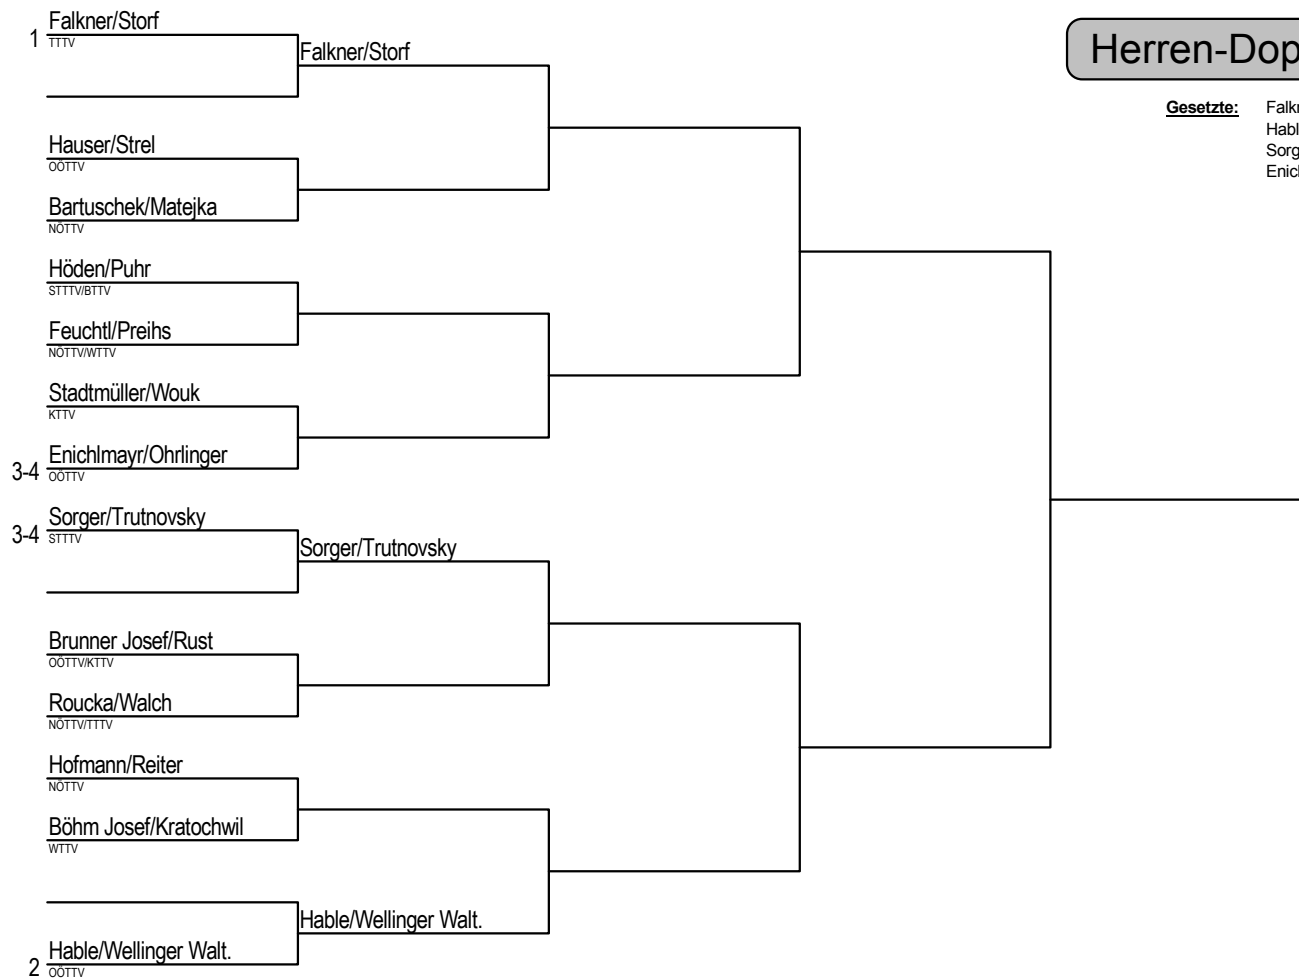 Falkner/Storf
1
TTTV
Falkner/Storf
Herren-Dop
Gesetzte: Falkn
Habl
Sorg
Enich
Hauser/Strel
OÖTTV
Bartuschek/Matejka
NÖTTV
Höden/Puhr
STTTV/BTTV
Feuchtl/Preihs
NÖTTV/WTTV
Stadtmüller/Wouk
KTTV
Enichlmayr/Ohrlinger
3-4
OÖTTV
Sorger/Trutnovsky
3-4
STTTV
Sorger/Trutnovsky
Brunner Josef/Rust
OÖTTV/KTTV
Roucka/Walch
NÖTTV/TTTV
Hofmann/Reiter
NÖTTV
Böhm Josef/Kratochwil
WTTV
Hable/Wellinger Walt.
Hable/Wellinger Walt.
2
OÖTTV